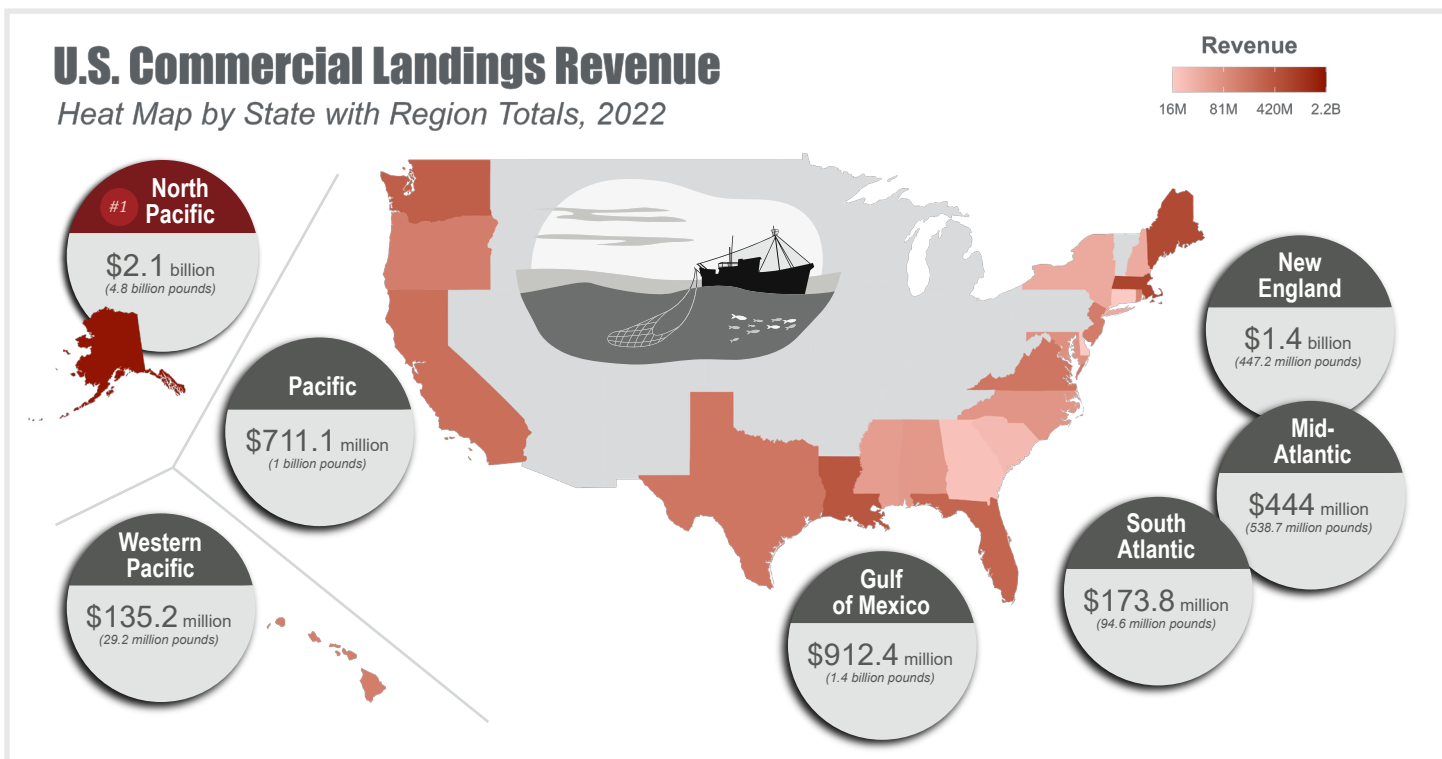 U.S. Commercial Landings Revenue
Heat Map by State with Region Totals, 2022
Revenue
16M 81M 420M 2.2B
#1
North
Pacific
$2.1 billion
(4.8 billion pounds)
Pacific
$711.1 million
(1 billion pounds)
Western
Pacific
$135.2 million
(29.2 million pounds)
Gulf
of Mexico
$912.4 million
(1.4 billion pounds)
South
Atlantic
$173.8 million
(94.6 million pounds)
Mid-
Atlantic
$444 million
(538.7 million pounds)
New
England
$1.4 billion
(447.2 million pounds)